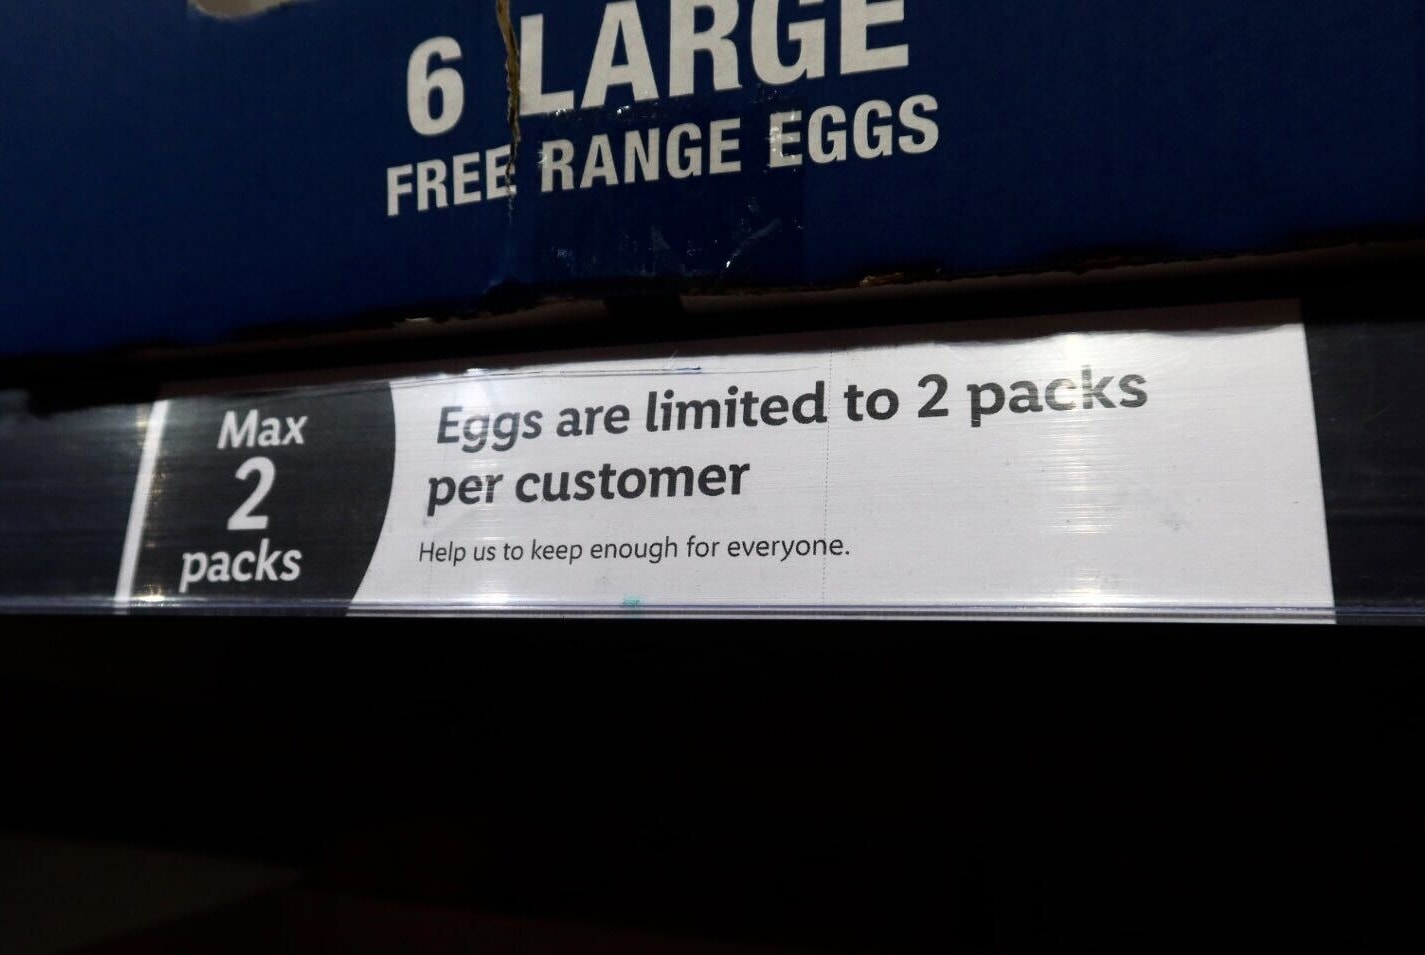 6 LARGE
FREE RANGE EGGS
Max
2
packs
Eggs are limited to 2 packs
per customer
Help us to keep enough for everyone.